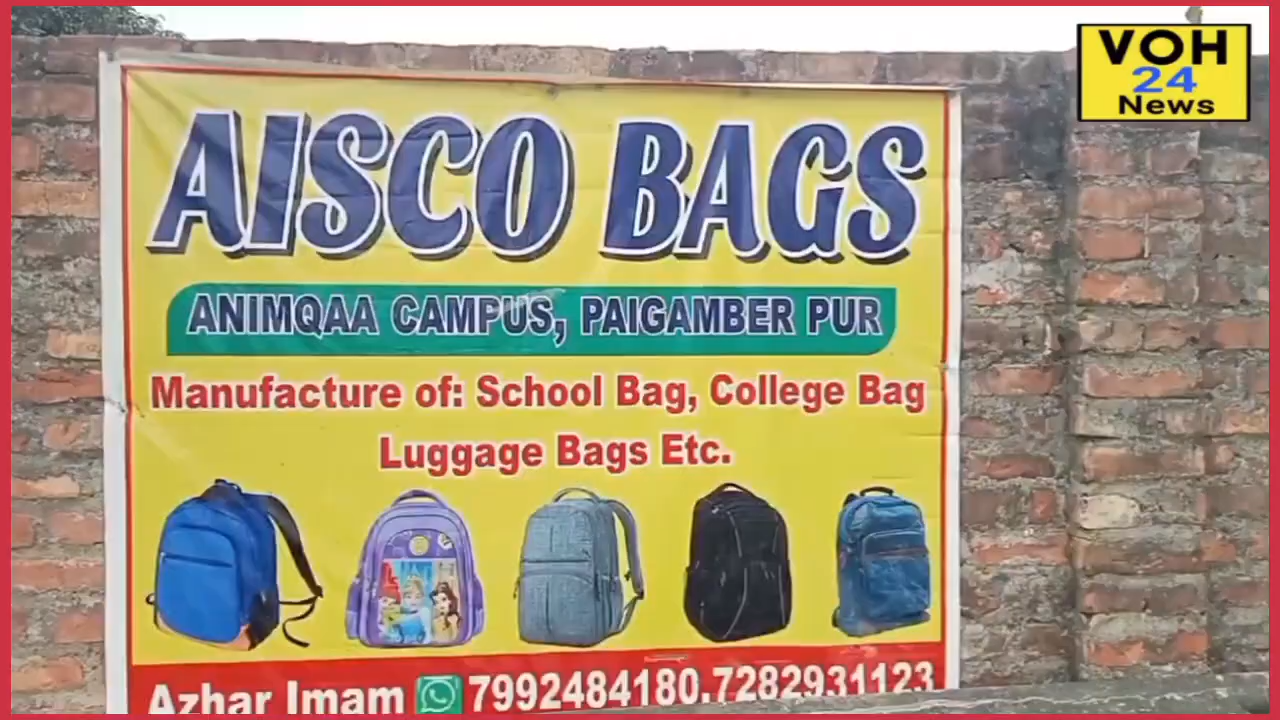 VOH
24
News
AISCO BAGS
ANIMQAA CAMPUS, PAIGAMBER PUR
Manufacture of: School Bag, College Bag
Luggage Bags Etc.
Azhar Imam 7992484180,7282931123